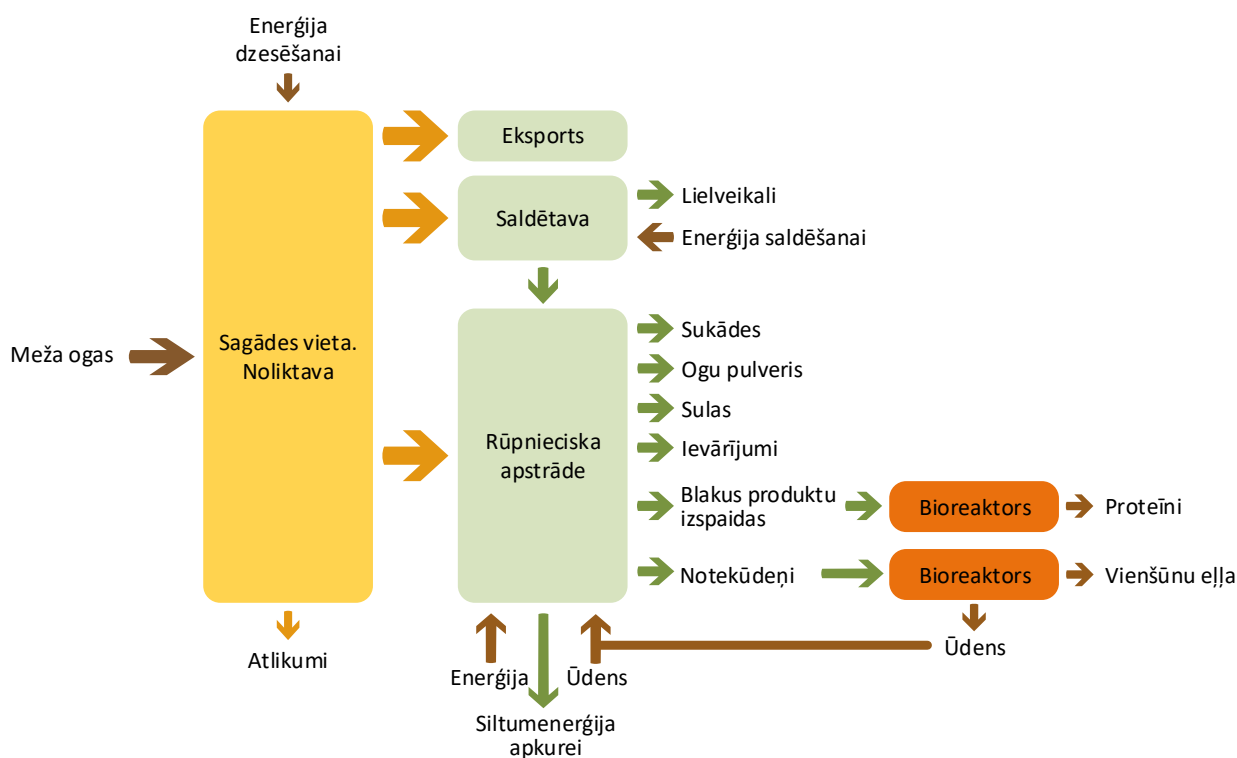 Enerģija
dzesēšanai
Eksports
Lielveikali
Saldētava
Enerģija saldēšanai
Meža ogas
Sagādes vieta.
Noliktava
Sukādes
Ogu pulveris
Sulas
Ievārījumi
Rūpnieciska
apstrāde
Blakus produktu
izspaidas
Bioreaktors
Proteīni
Notekūdeņi
Bioreaktors
Vienšūnu eļļa
Atlikumi
Enerģija
Ūdens
Ūdens
Siltumenerģija
apkurei